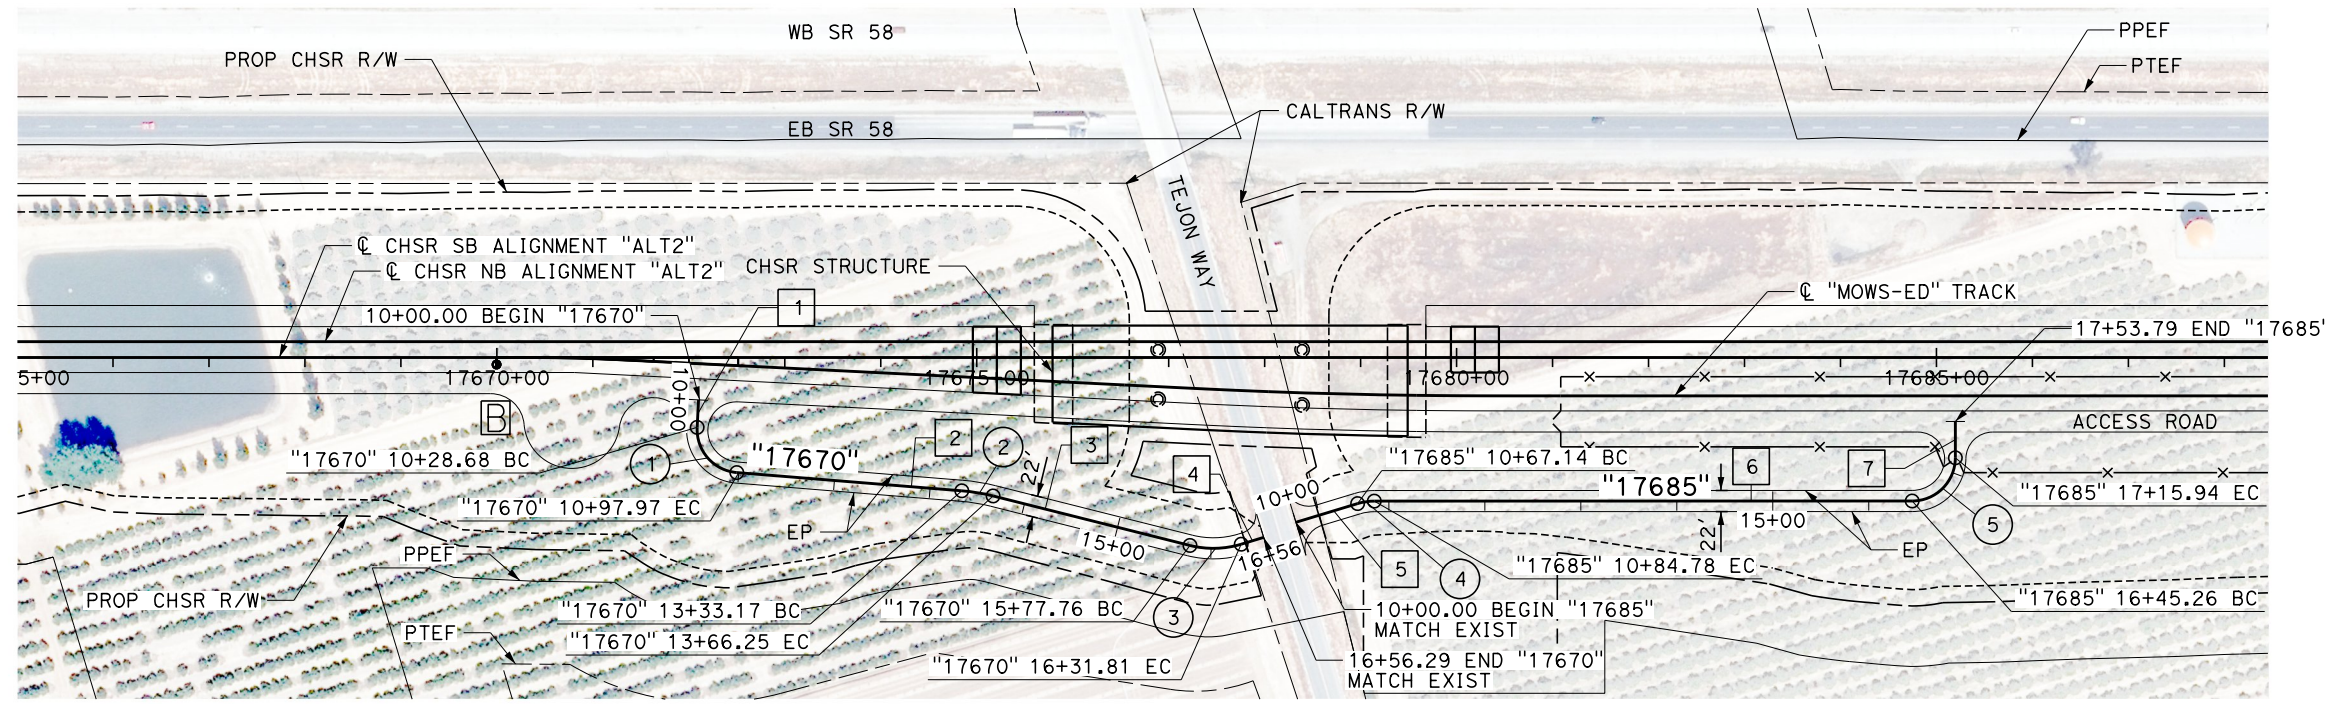 WB SR 58
PPEF
PROP CHSR R/W
PTEF
CALTRANS R/W
EB SR 58
TEJON WAY
℄ CHSR SB ALIGNMENT "ALT2"
℄ CHSR NB ALIGNMENT "ALT2"
CHSR STRUCTURE
℄ "MOWS-ED" TRACK
1
10+00.00 BEGIN "17670"
17+53.79 END "17685"
5+00
17670+00
17675+00
17680+00
17685+00
10+00
B
ACCESS ROAD
2
2
3
"17670"
"17670" 10+28.68 BC
1
22'
4
"17685" 10+67.14 BC
6
7
"17685"
10+00
"17685" 17+15.94 EC
"17670" 10+97.97 EC
EP
15+00
15+00
22'
5
EP
16+56
PPEF
5
4
"17685" 10+84.78 EC
PROP CHSR R/W
"17670" 13+33.17 BC
"17670" 15+77.76 BC
3
10+00.00 BEGIN "17685"
MATCH EXIST
"17685" 16+45.26 BC
PTEF
"17670" 13+66.25 EC
"17670" 16+31.81 EC
16+56.29 END "17670"
MATCH EXIST